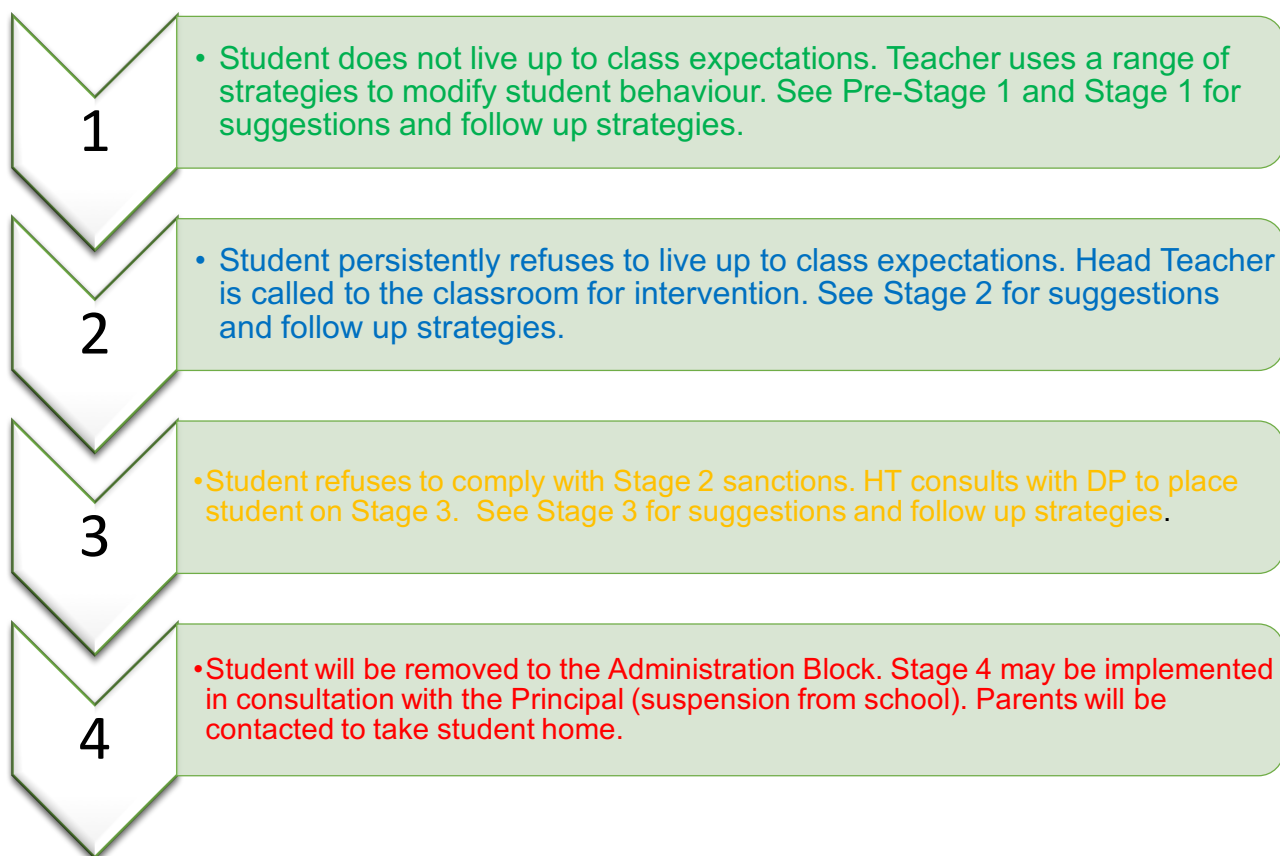 1
• Student does not live up to class expectations. Teacher uses a range of
strategies to modify student behaviour. See Pre-Stage 1 and Stage 1 for
suggestions and follow up strategies.
2
• Student persistently refuses to live up to class expectations. Head Teacher
is called to the classroom for intervention. See Stage 2 for suggestions
and follow up strategies.
3
•Student refuses to comply with Stage 2 sanctions. HT consults with DP to place
student on Stage 3.  See Stage 3 for suggestions and follow up strategies.
4
•Student will be removed to the Administration Block. Stage 4 may be implemented
in consultation with the Principal (suspension from school). Parents will be
contacted to take student home.